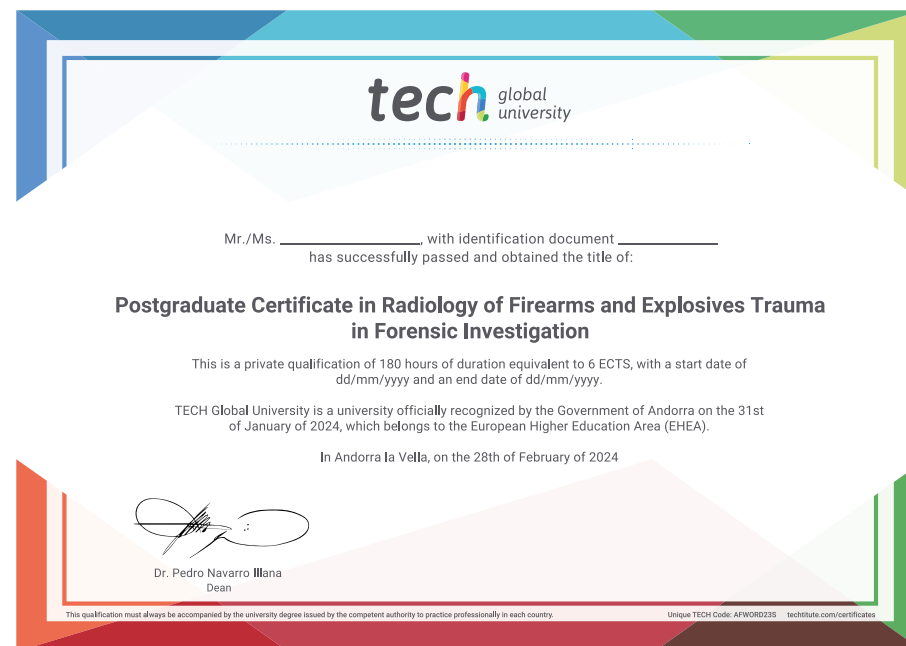 tech global university
Mr./Ms. ____________________, with identification document ______________
has successfully passed and obtained the title of:
Postgraduate Certificate in Radiology of Firearms and Explosives Trauma
in Forensic Investigation
This is a private qualification of 180 hours of duration equivalent to 6 ECTS, with a start date of
dd/mm/yyyy and an end date of dd/mm/yyyy.
TECH Global University is a university officially recognized by the Government of Andorra on the 31st
of January of 2024, which belongs to the European Higher Education Area (EHEA).
In Andorra la Vella, on the 28th of February of 2024
Dr. Pedro Navarro Illana
Dean
This qualification must always be accompanied by the university degree issued by the competent authority to practice professionally in each country.
Unique TECH Code: AFWORD23S techtitute.com/certificates